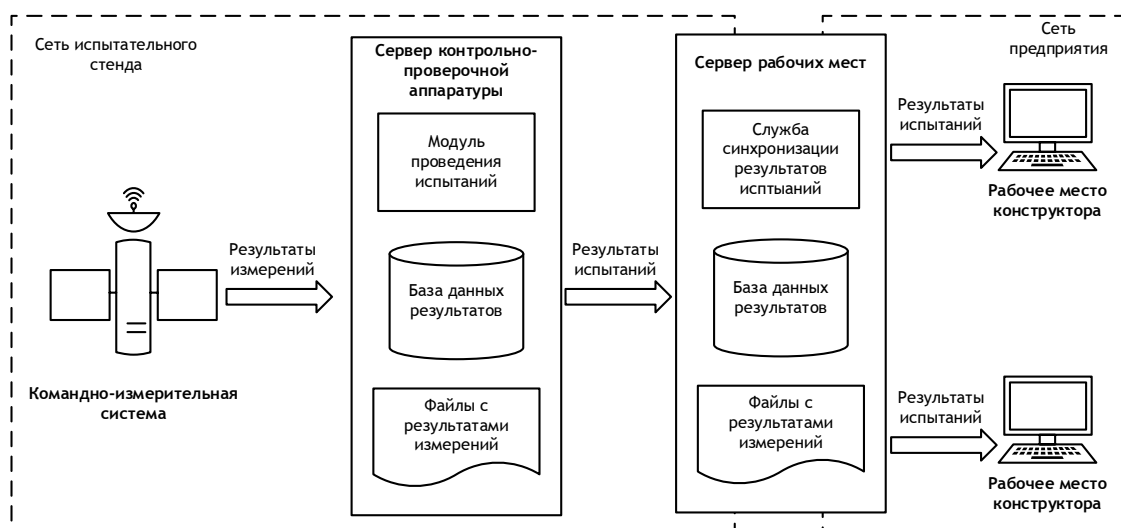 Сеть испытательного
стенда
Сервер контрольно-
проверочной
аппаратуры
Сервер рабочих мест
Сеть
предприятия
Модуль
проведения
испытаний
Служба
синхронизации
результатов
исптыаний
Результаты
испытаний
Рабочее место
конструктора
Результаты
измерений
База данных
результатов
Результаты
испытаний
База данных
результатов
Командно-измерительная
система
Файлы с
результатами
измерений
Файлы с
результатами
измерений
Результаты
испытаний
Рабочее место
конструктора